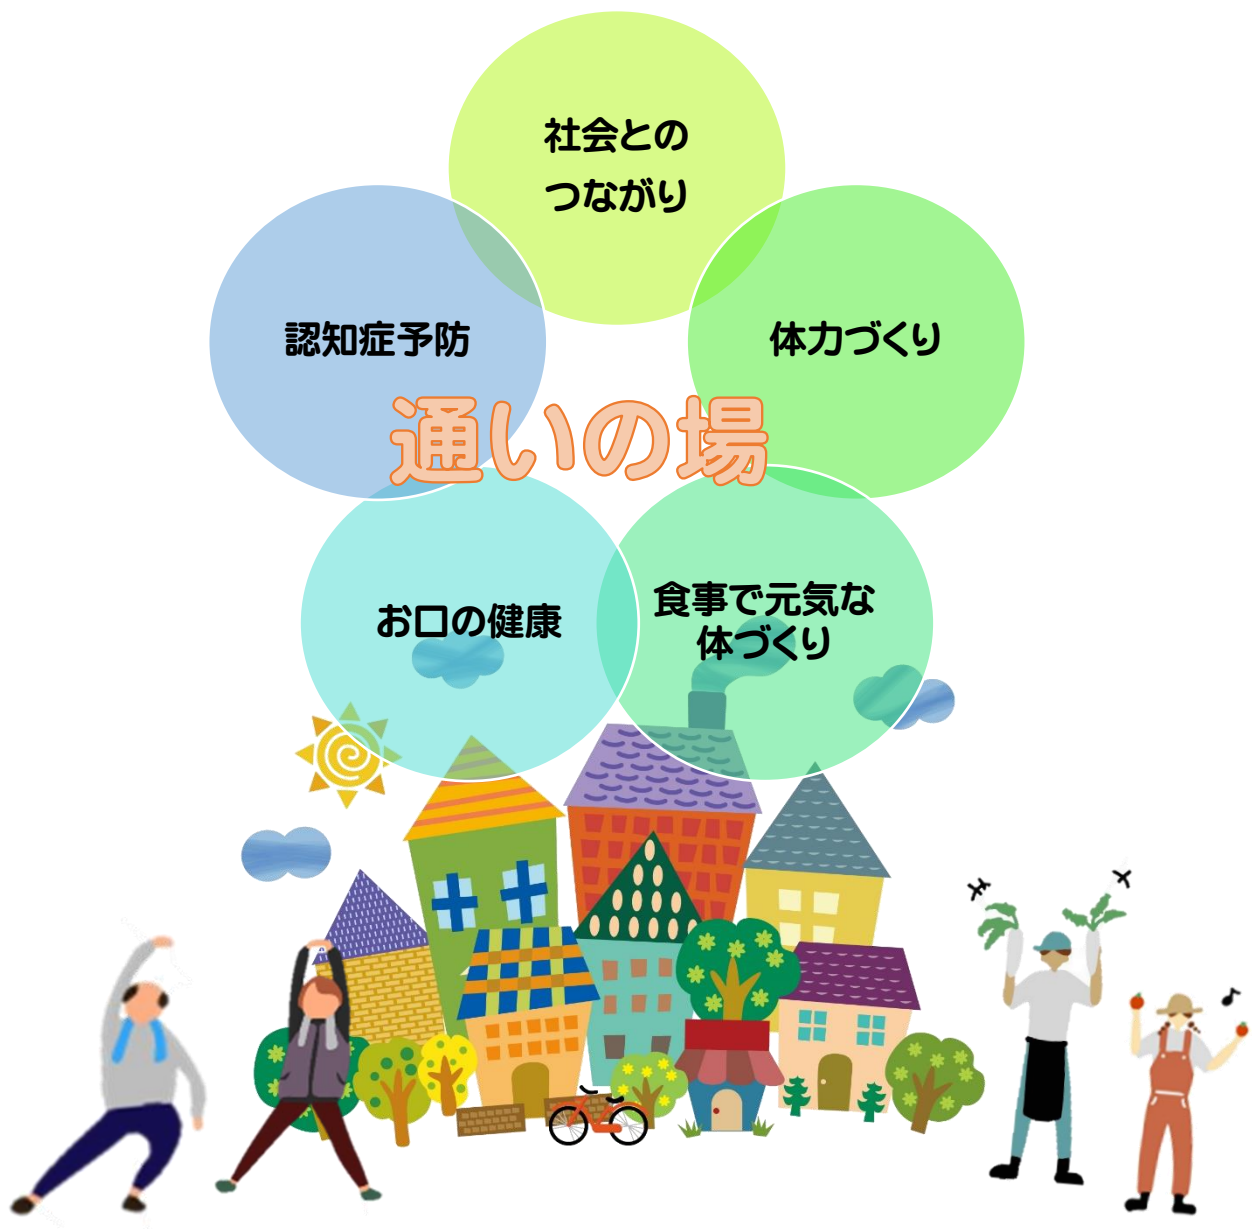 社会との
つながり
認知症予防
体力づくり
通いの場
お口の健康
食事で元気な
体づくり